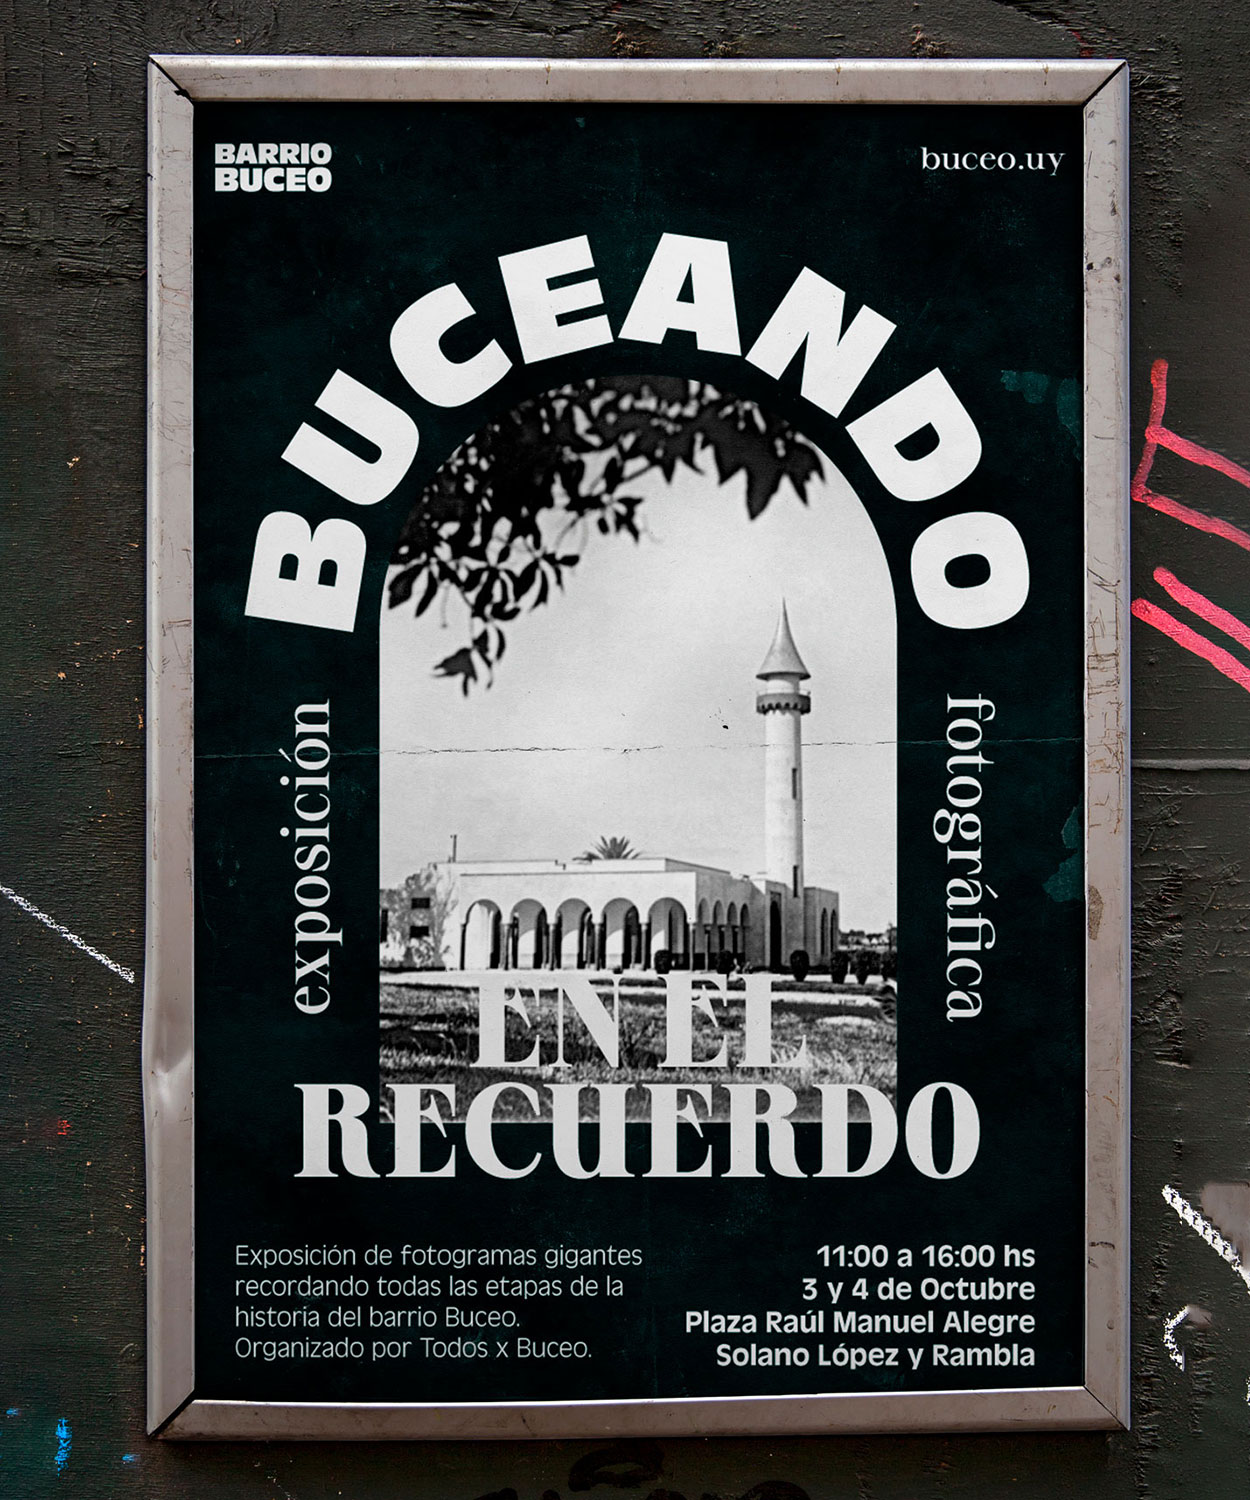 BARRIO
BUCEO
buceo.uy
BUCEANDO
exposición
fotográfica
EN EL
RECUERDO
Exposición de fotogramas gigantes
recordando todas las etapas de la
historia del barrio Buceo.
Organizado por Todos x Buceo.
11:00 a 16:00 hs
3 y 4 de Octubre
Plaza Raúl Manuel Alegre
Solano López y Rambla